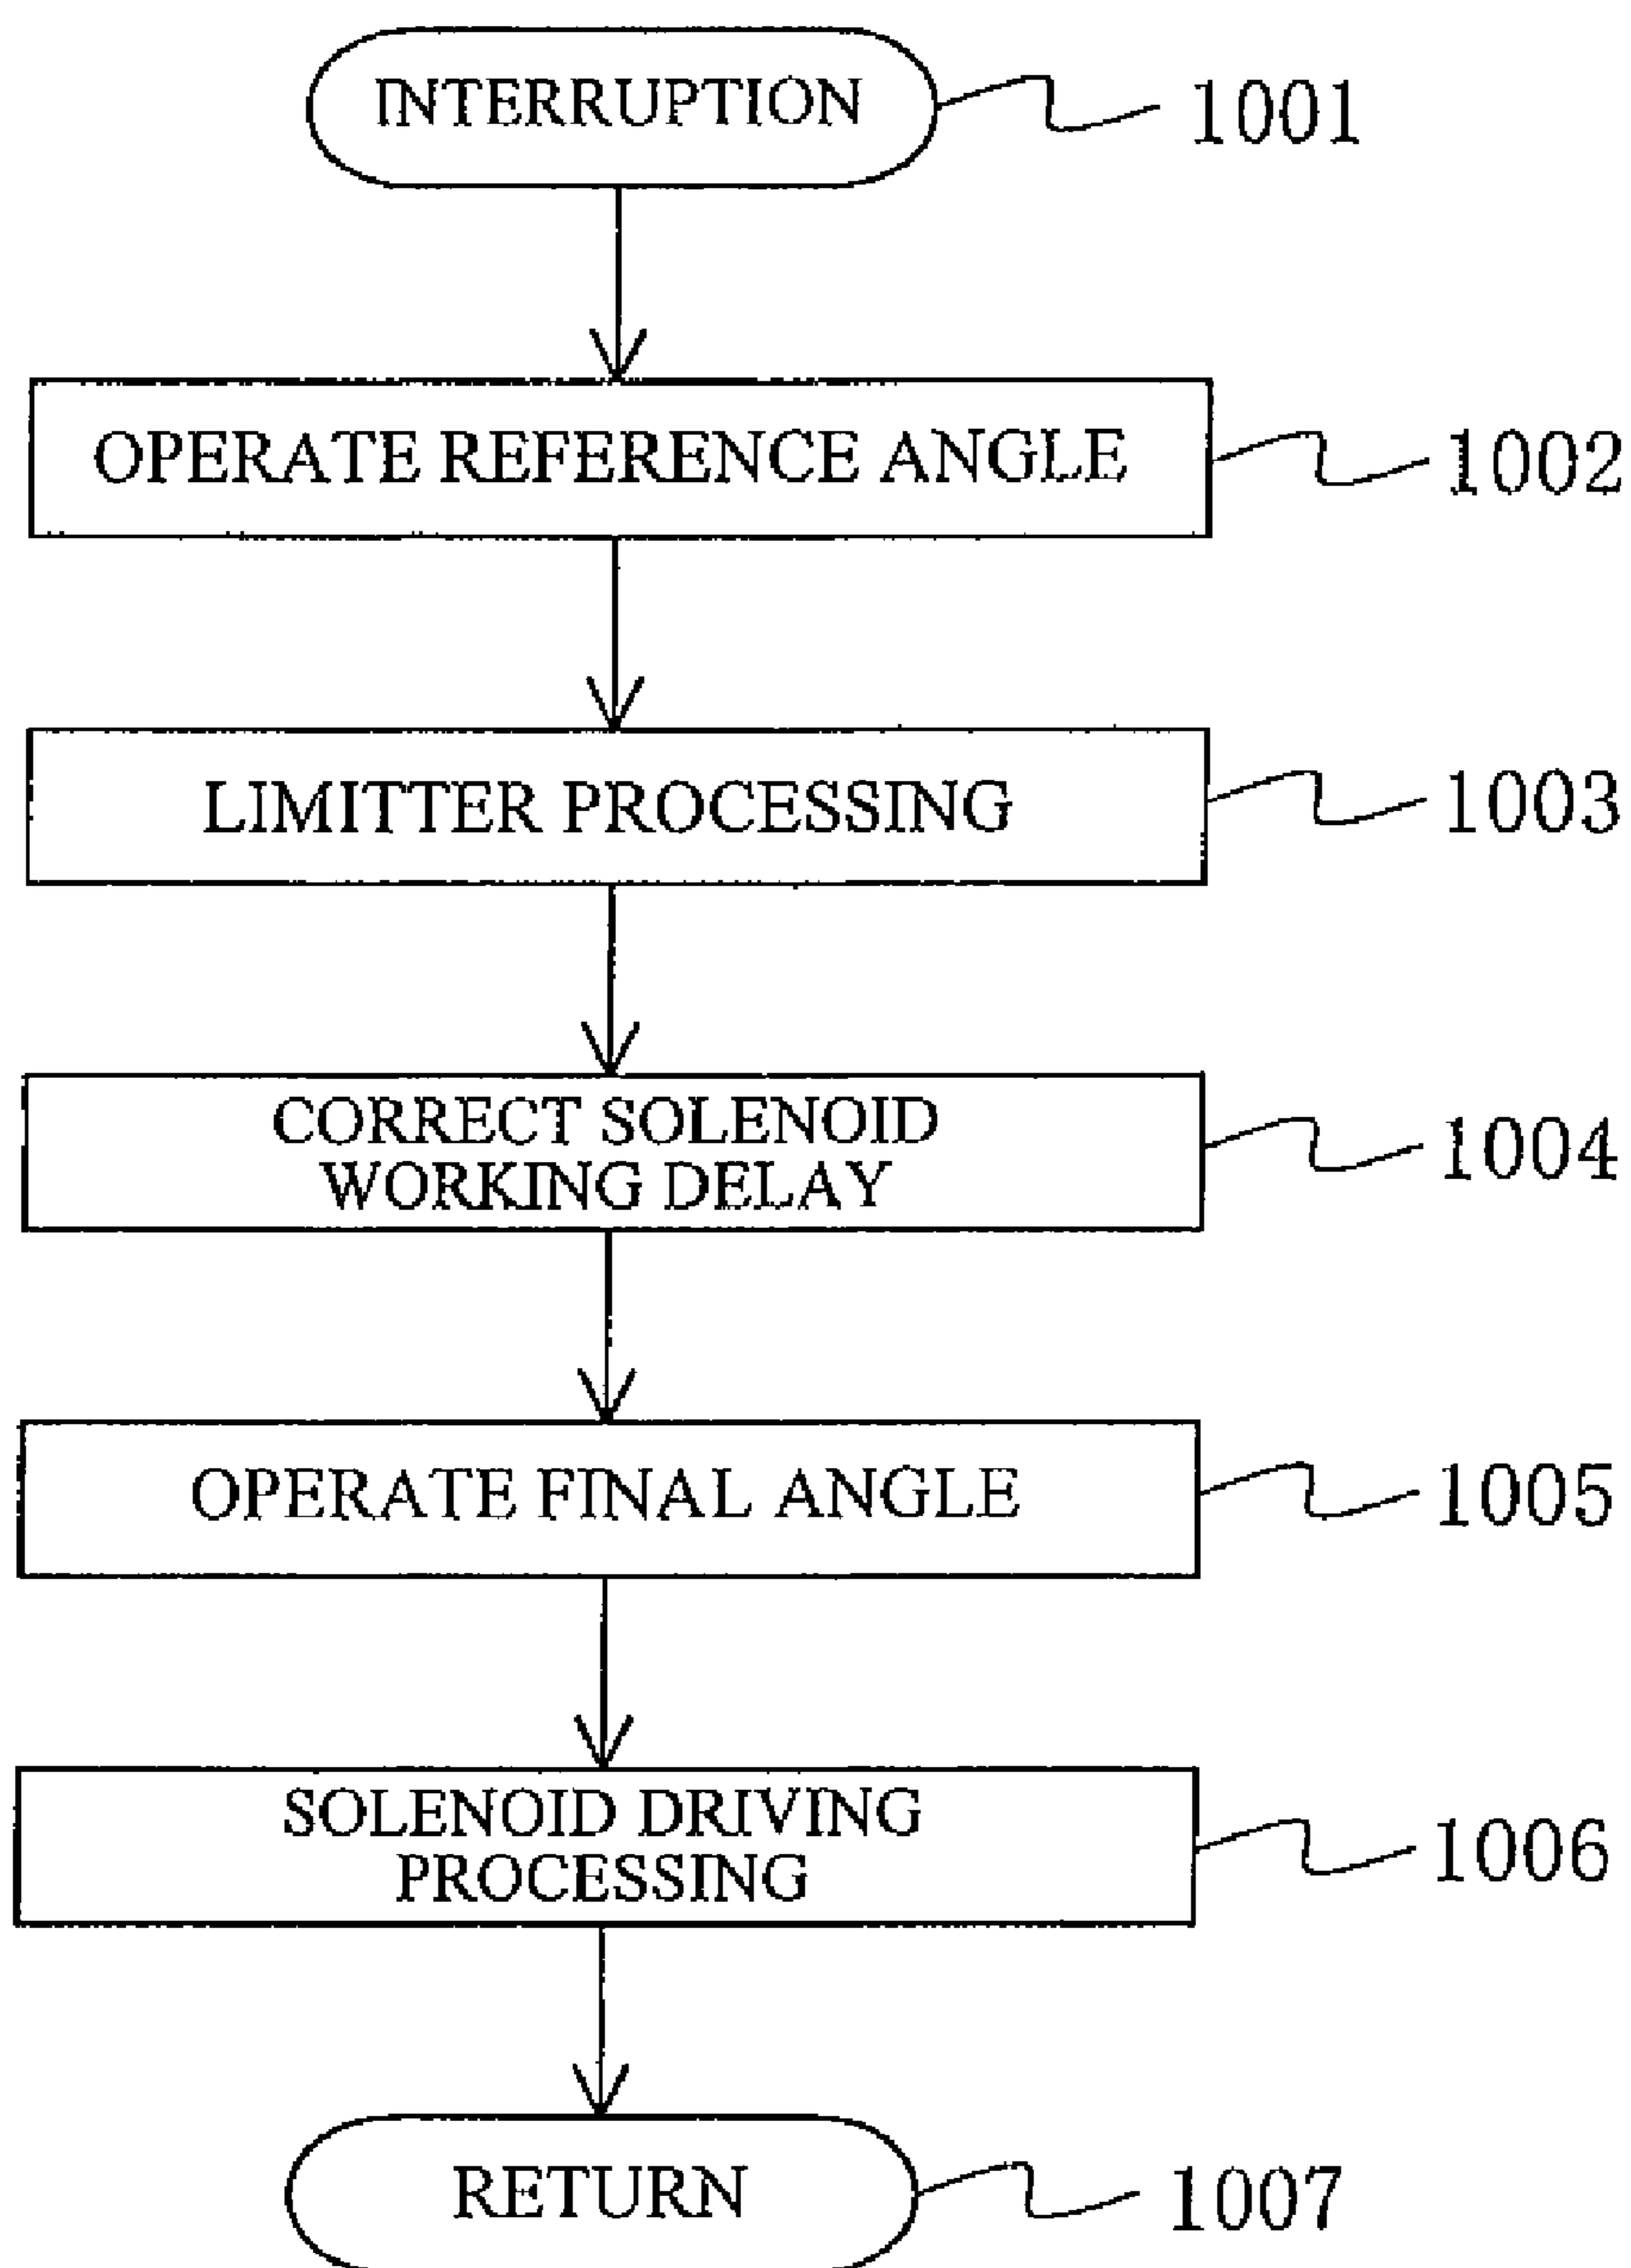 INTERRUPTION
1001
OPERATE REFERENCE ANGLE
1002
LIMITTER PROCESSING
1003
CORRECT SOLENOID
WORKING DELAY
1004
OPERATE FINAL ANGLE
1005
SOLENOID DRIVING
PROCESSING
1006
RETURN
1007